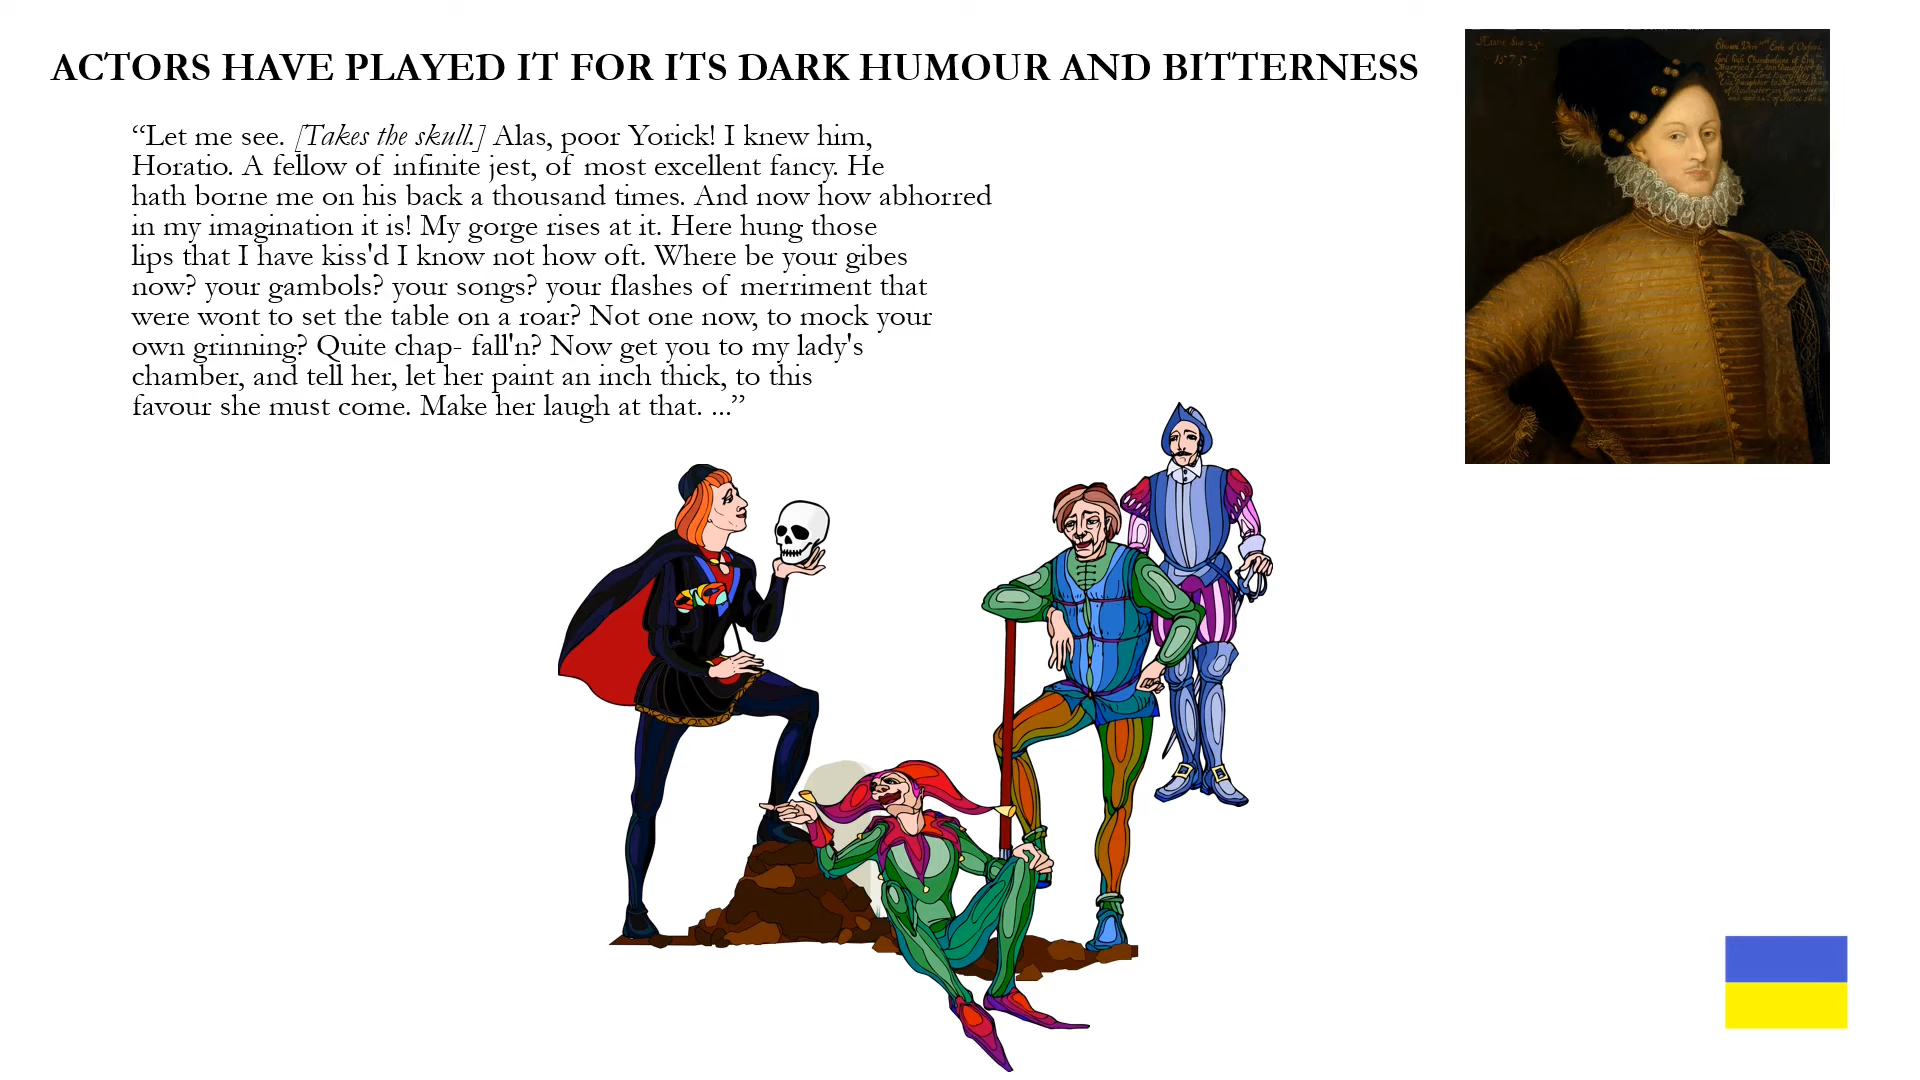 ACTORS HAVE PLAYED IT FOR ITS DARK HUMOUR AND BITTERNESS
“Let me see. [Takes the skull.] Alas, poor Yorick! I knew him,
Horatio. A fellow of infinite jest, of most excellent fancy. He
hath borne me on his back a thousand times. And now how abhorred
in my imagination it is! My gorge rises at it. Here hung those
lips that I have kiss'd I know not how oft. Where be your gibes
now? your gambols? your songs? your flashes of merriment that
were wont to set the table on a roar? Not one now, to mock your
own grinning? Quite chap- fall'n? Now get you to my lady's
chamber, and tell her, let her paint an inch thick, to this
favour she must come. Make her laugh at that. ...”